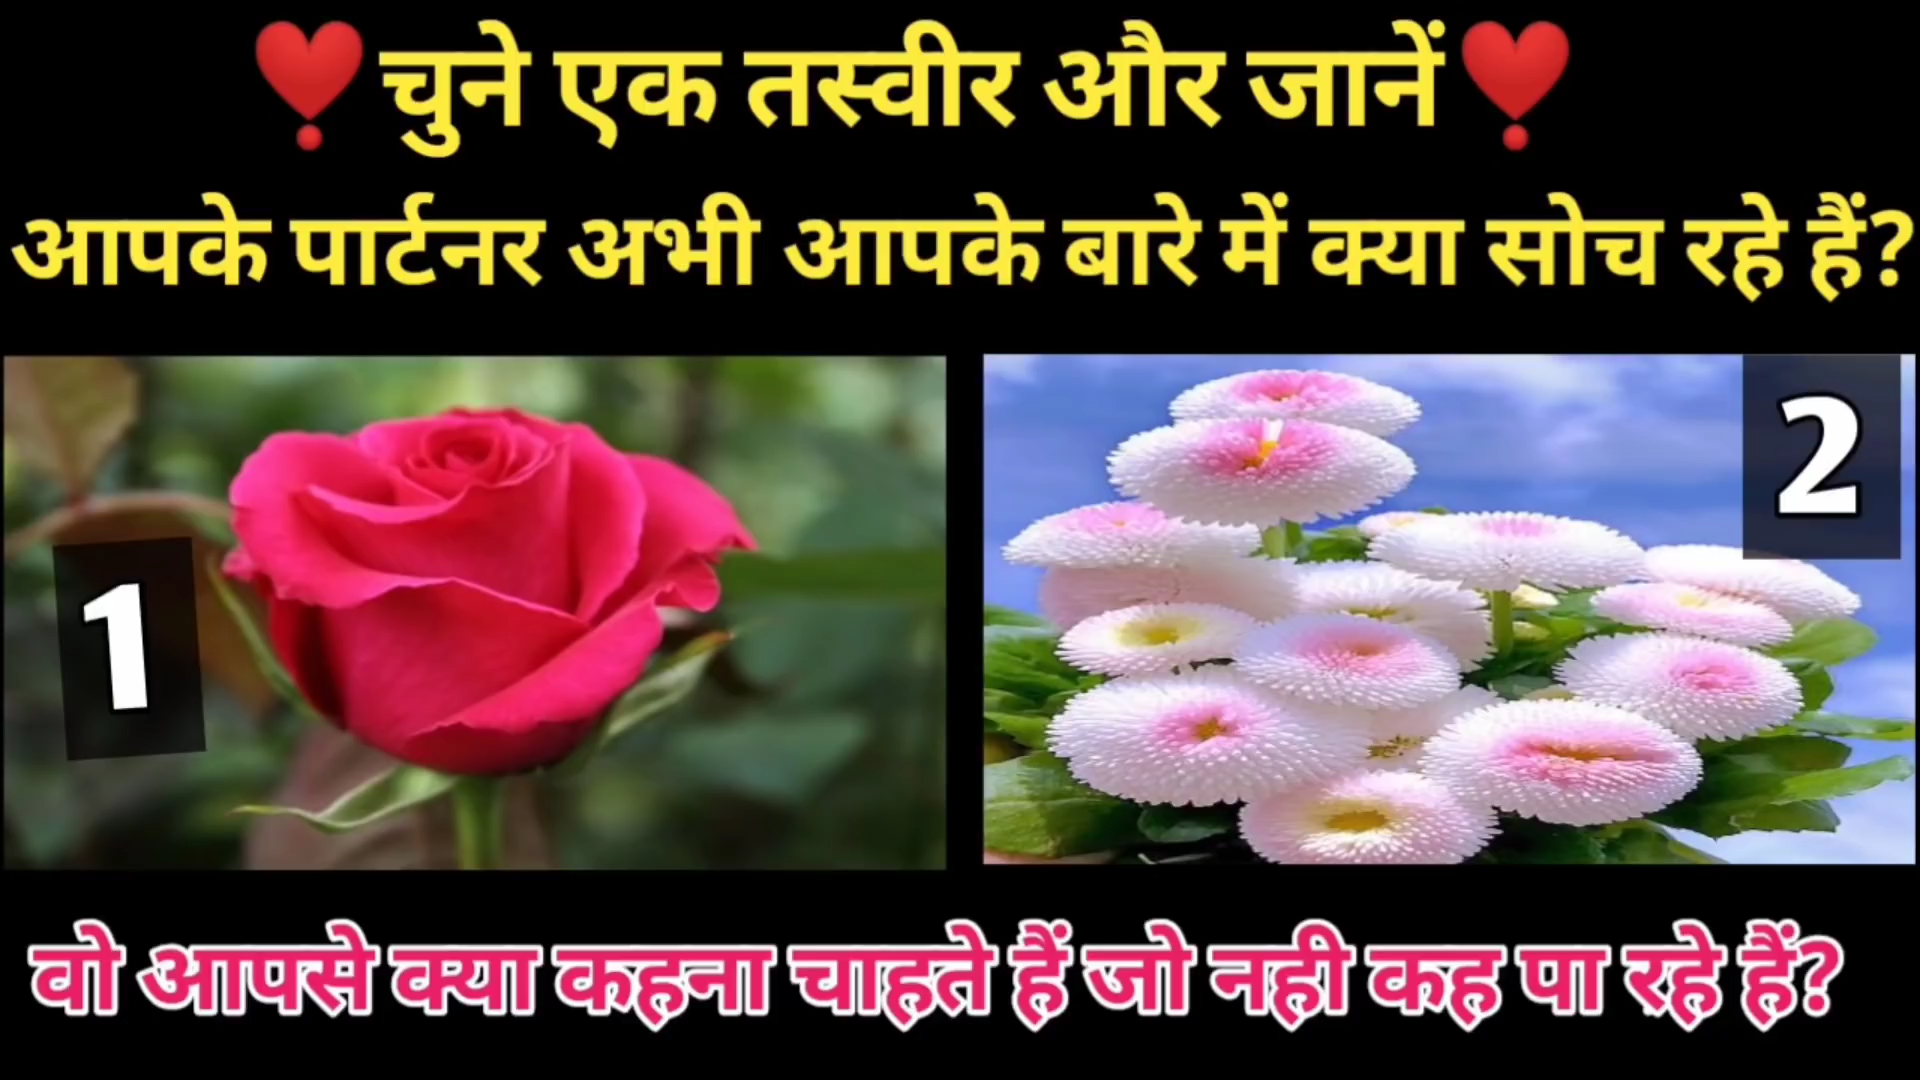 ❣️चुने एक तस्वीर और जानें❣️
आपके पार्टनर अभी आपके बारे में क्या सोच रहे हैं?
1
2
वो आपसे क्या कहना चाहते हैं जो नही कह पा रहे हैं?